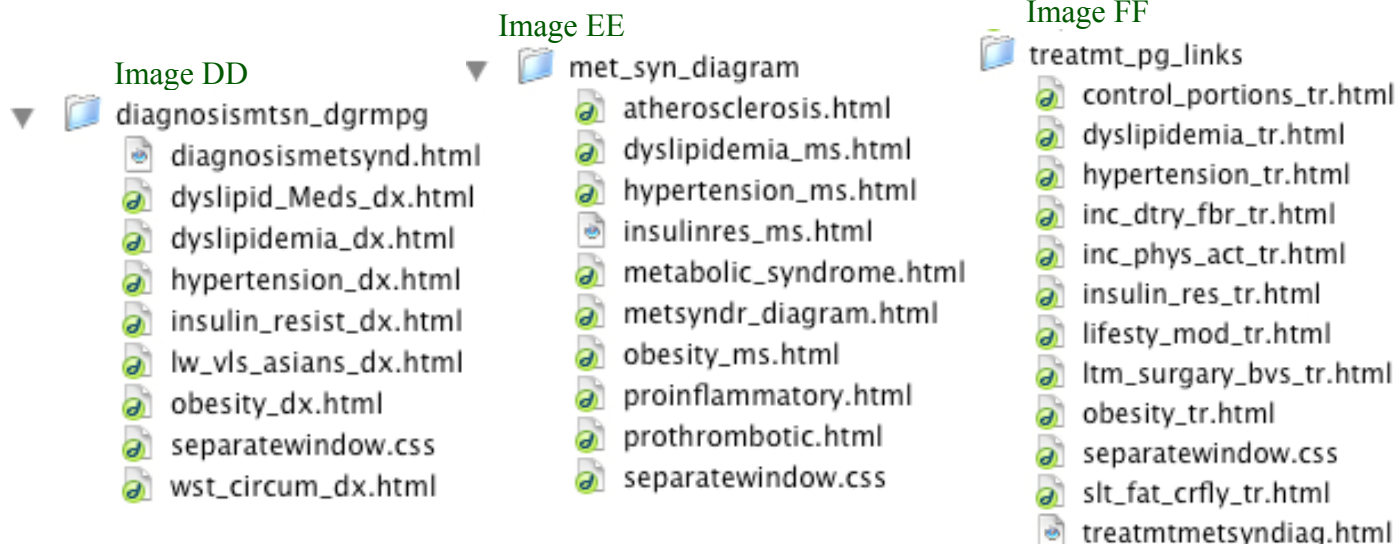 Image DD
diagnosismtsn_dgrmpg
diagnosismetsynd.html
dyslipid_Meds_dx.html
dyslipidemia_dx.html
hypertension_dx.html
insulin_resist_dx.html
lw_vls_asians_dx.html
obesity_dx.html
separatewindow.css
wst_circum_dx.html
Image EE
met_syn_diagram
atherosclerosis.html
dyslipidemia_ms.html
hypertension_ms.html
insulinres_ms.html
metabolic_syndrome.html
metsyndr_diagram.html
obesity_ms.html
proinflammatory.html
prothrombotic.html
separatewindow.css
Image FF
treatmt_pg_links
control_portions_tr.html
dyslipidemia_tr.html
hypertension_tr.html
inc_dtry_fbr_tr.html
inc_phys_act_tr.html
insulin_res_tr.html
lifesty_mod_tr.html
ltm_surgary_bvs_tr.html
obesity_tr.html
separatewindow.css
slt_fat_crfly_tr.html
treatmtmetsyndiag.html